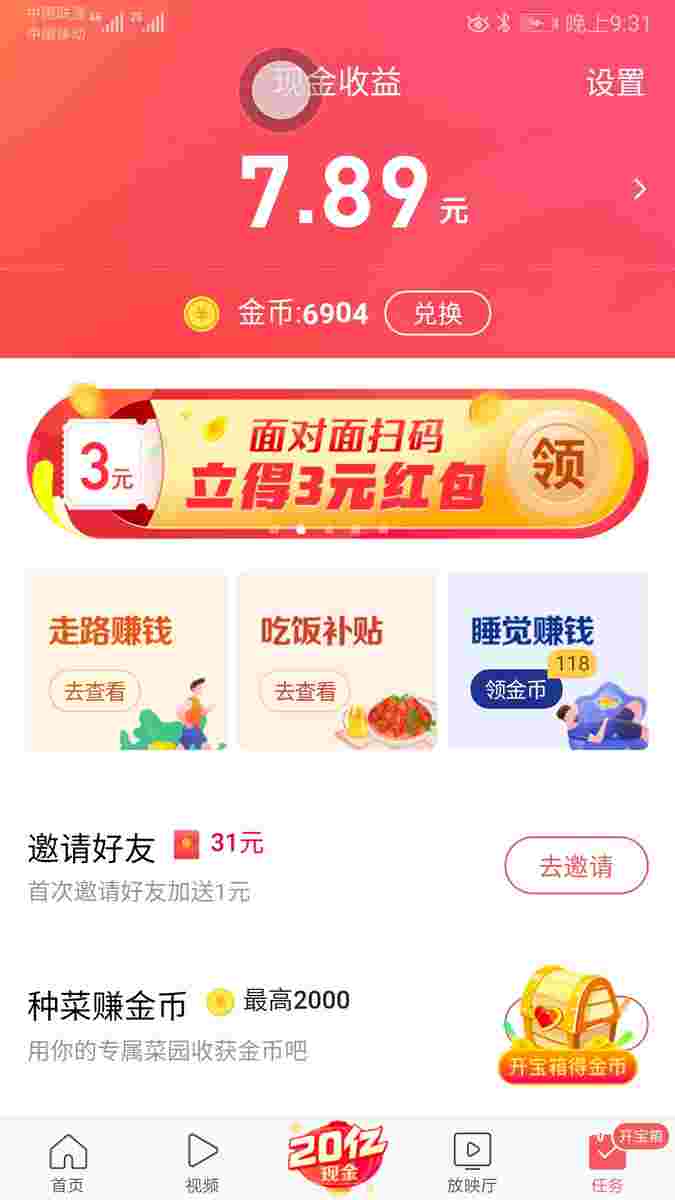 中国联通 4G 2G
中国移动
晚上9:31
现金收益
设置
7.89元
金币:6904
兑换
3元
面对面扫码
立得3元红包
领
走路赚钱
去查看
吃饭补贴
去查看
睡觉赚钱
118
领金币
邀请好友 31元
首次邀请好友加送1元
去邀请
种菜赚金币 最高2000
用你的专属菜园收获金币吧
开宝箱得金币
20亿
现金
开宝箱
首页
视频
放映厅
任务